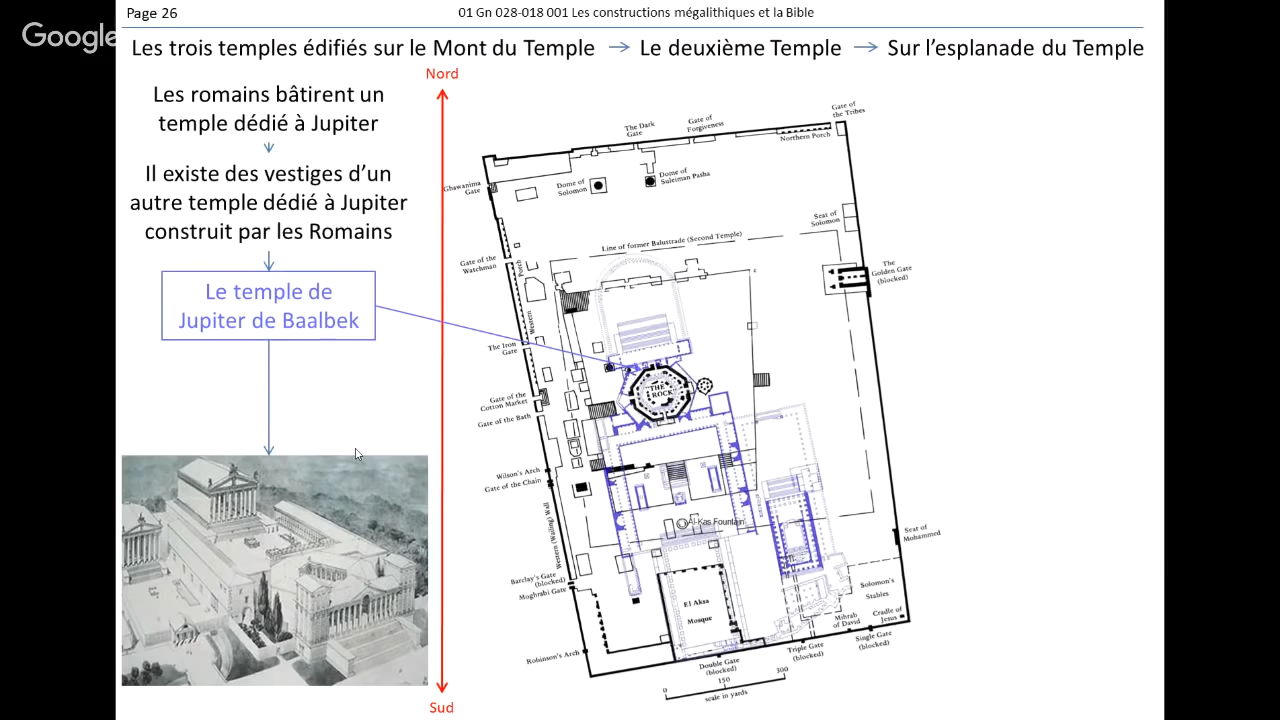 Page 26
01 Gn 028-018 001 Les constructions mégalithiques et la Bible
Google
Les trois temples édifiés sur le Mont du Temple → Le deuxième Temple → Sur l’esplanade du Temple
Nord
Les romains bâtirent un
temple dédié à Jupiter
Il existe des vestiges d’un
autre temple dédié à Jupiter
construit par les Romains
Le temple de
Jupiter de Baalbek
Gate of
the Tribes
The Dark
Gate
Gate of
Forgiveness
Northern Porch
Ghawanima
Gate
Dome of
Solomon
Dome of
Suleiman Pasha
Seat of
Solomon
Line of former Balustrade (Second Temple)
Gate of the
Watchman
Porch
Western
The
Golden Gate
(blocked)
The Iron
Gate
THE
ROCK
Gate of the
Cotton Market
Gate of the Bath
Wilson's Arch
Gate of the Chain
Western (Wailing) Wall
Al-Kas Fountain
Seat of
Mohammed
Barclay's Gate
(blocked)
Moghrabi Gate
El Aksa
Mosque
Solomon's
Stables
Mihrab
of David
Cradle of
Jesus
Robinson's Arch
Double Gate
(blocked)
Triple Gate
(blocked)
Single Gate
(blocked)
0 150 300
scale in yards
Sud